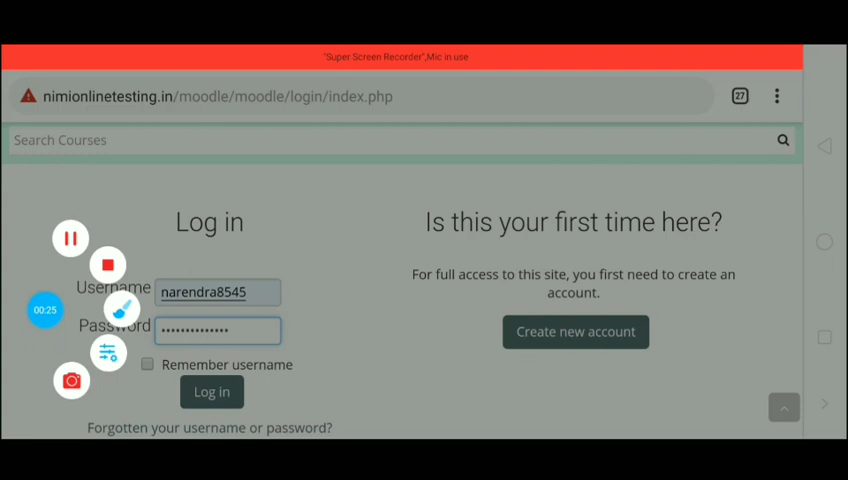 "Super Screen Recorder",Mic in use
nimionlinetesting.in/moodle/moodle/login/index.php
27
Search Courses
Log in
Is this your first time here?
For full access to this site, you first need to create an
account.
Create new account
00:25
Username
narendra8545
Password
••••••••••••••
Remember username
Log in
Forgotten your username or password?